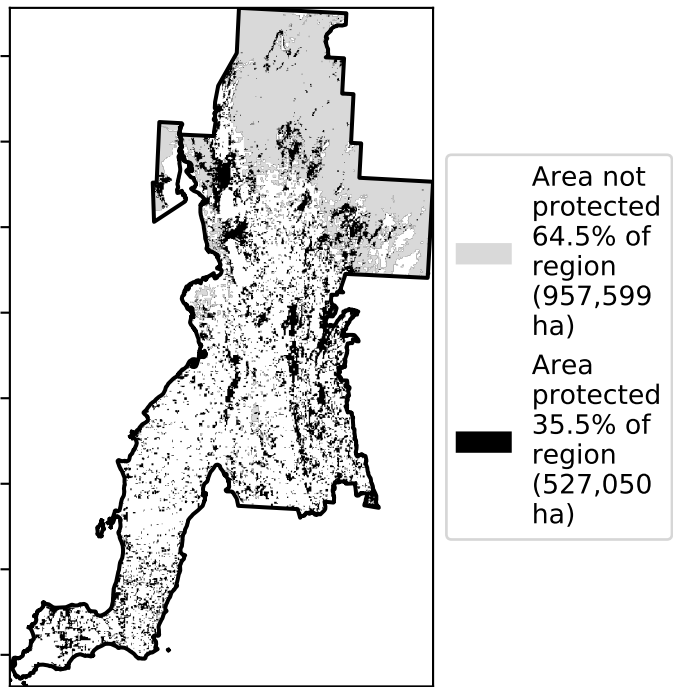 Area not
protected
64.5% of
region
(957,599
ha)
Area
protected
35.5% of
region
(527,050
ha)